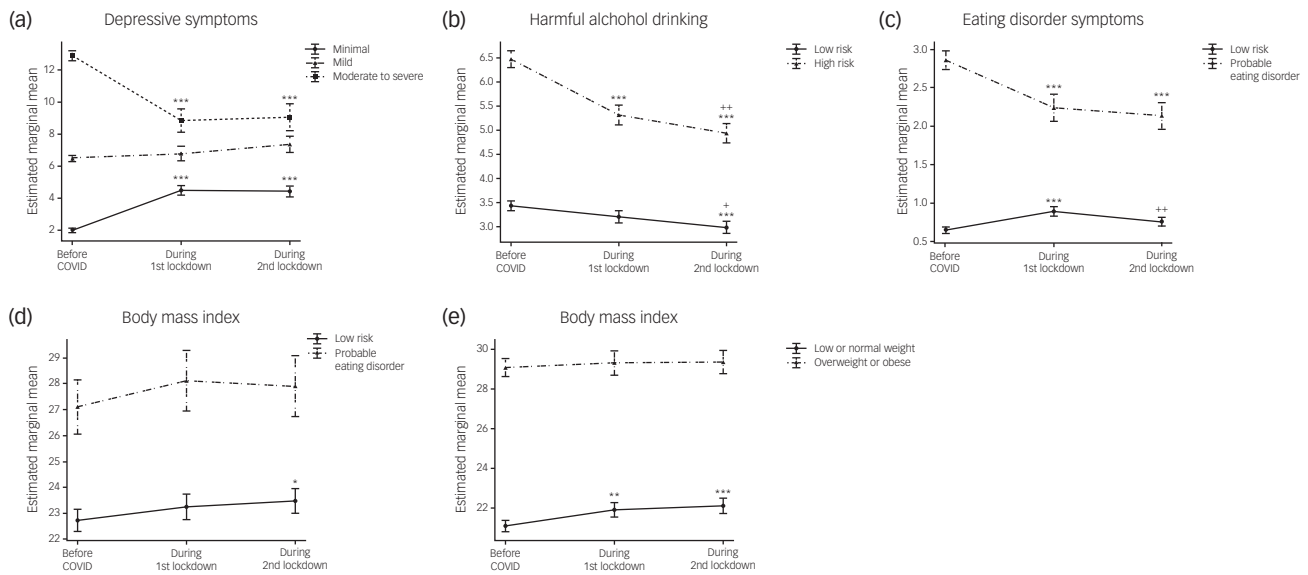 (a)
Depressive symptoms
Estimated marginal mean
12
10
8
6
4
2
***
***
***
***
Before
COVID
During
1st lockdown
During
2nd lockdown
Minimal
Mild
Moderate to severe
(b)
Harmful alchohol drinking
Estimated marginal mean
6.5
6.0
5.5
5.0
4.5
4.0
3.5
3.0
***
++
***
+
***
Before
COVID
During
1st lockdown
During
2nd lockdown
Low risk
High risk
(c)
Eating disorder symptoms
Estimated marginal mean
3.0
2.5
2.0
1.5
1.0
0.5
***
***
***
++
Before
COVID
During
1st lockdown
During
2nd lockdown
Low risk
Probable
eating disorder
(d)
Body mass index
Estimated marginal mean
29
28
27
26
25
24
23
22
*
Before
COVID
During
1st lockdown
During
2nd lockdown
Low risk
Probable
eating disorder
(e)
Body mass index
Estimated marginal mean
30
28
26
24
22
**
***
Before
COVID
During
1st lockdown
During
2nd lockdown
Low or normal weight
Overweight or obese